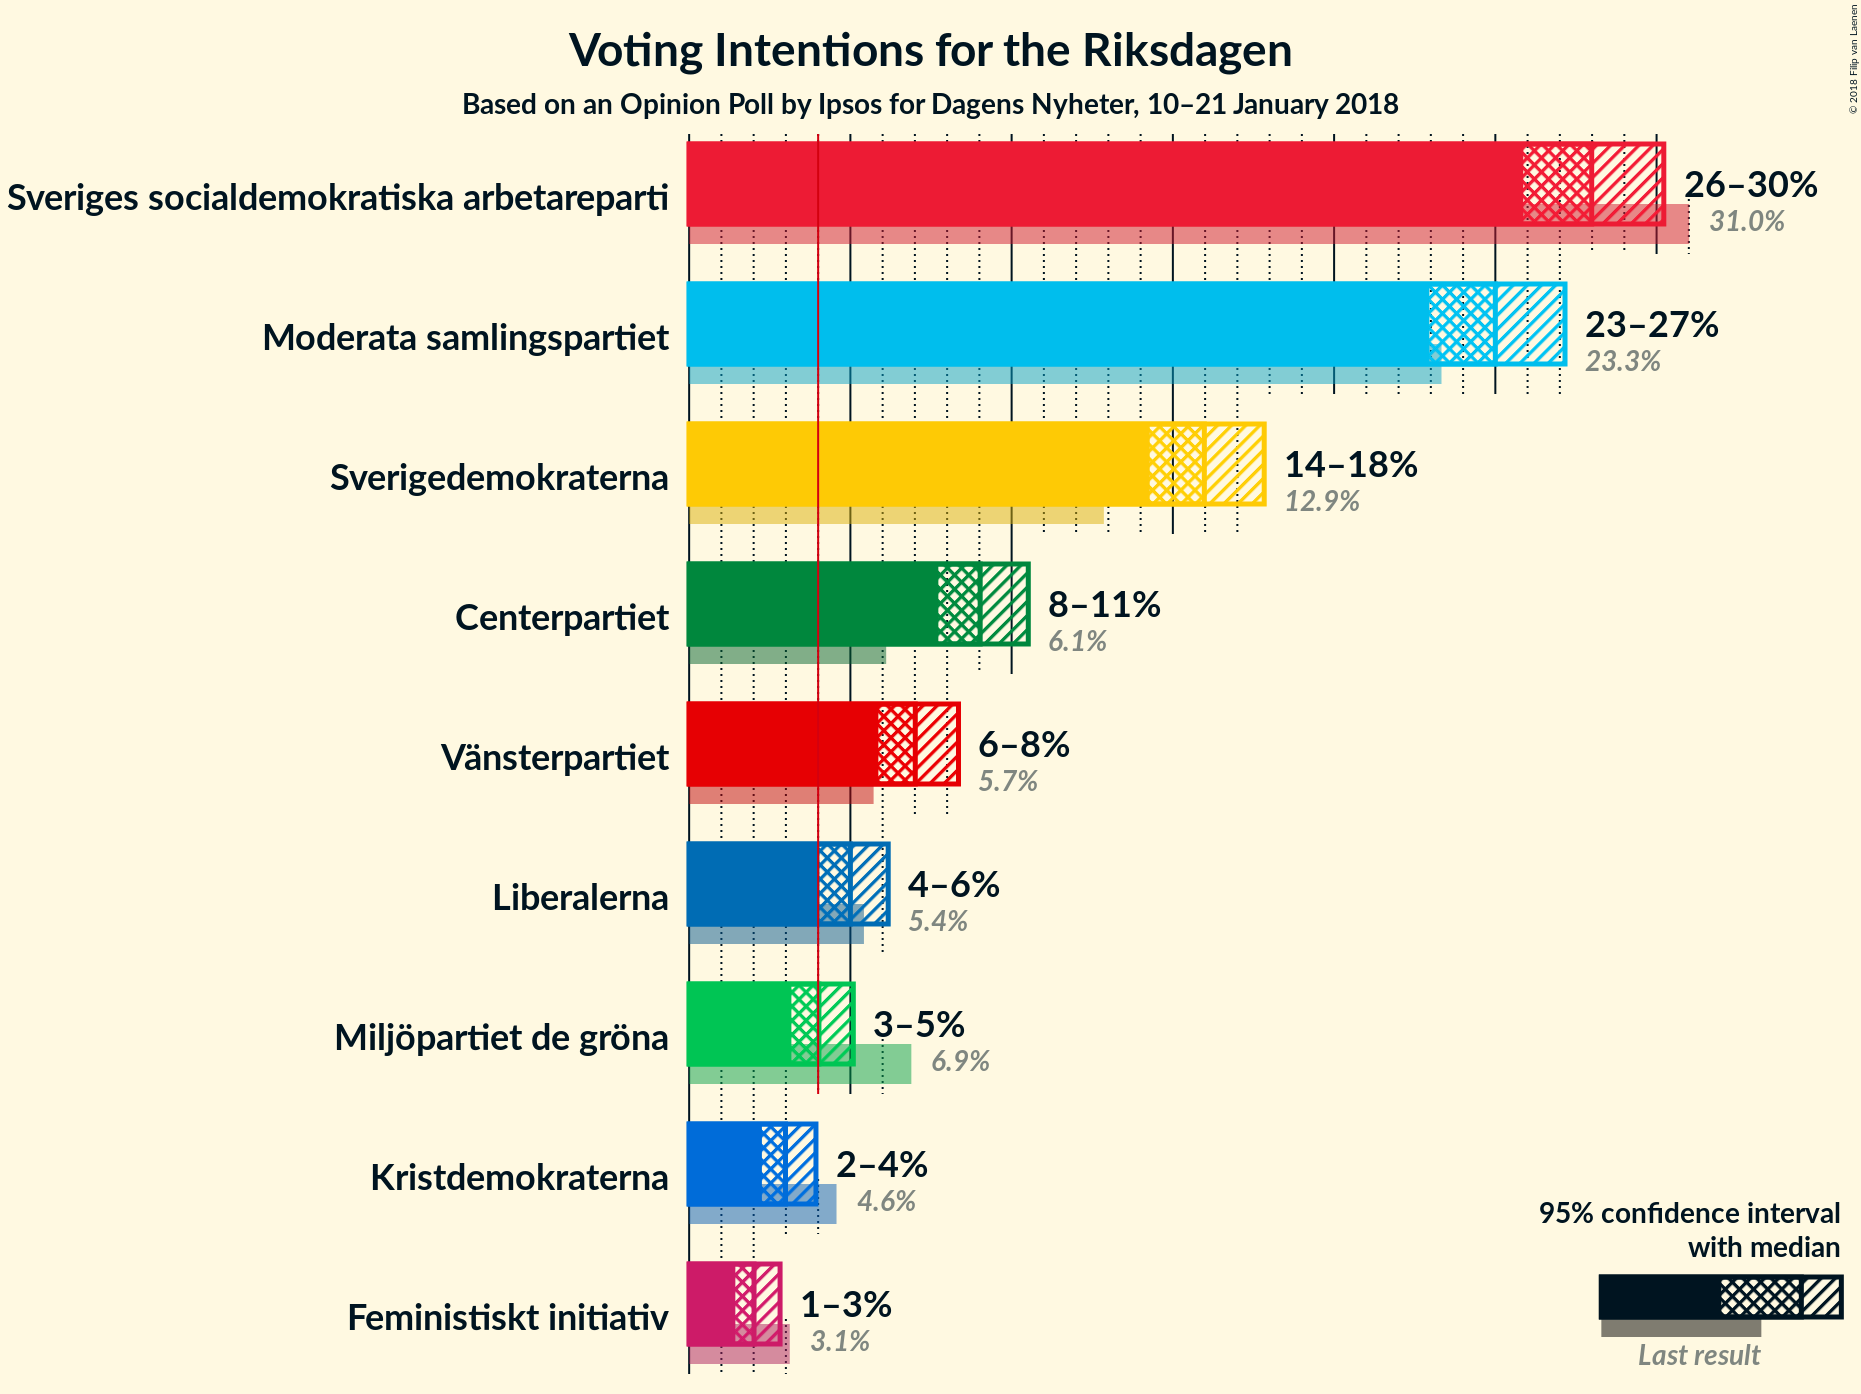 Voting Intentions for the Riksdagen
Based on an Opinion Poll by Ipsos for Dagens Nyheter, 10–21 January 2018
© 2018 Filip van Laenen
Sveriges socialdemokratiska arbetareparti
26–30%
31.0%
Moderata samlingspartiet
23–27%
23.3%
Sverigedemokraterna
14–18%
12.9%
Centerpartiet
8–11%
6.1%
Vänsterpartiet
6–8%
5.7%
Liberalerna
4–6%
5.4%
Miljöpartiet de gröna
3–5%
6.9%
Kristdemokraterna
2–4%
4.6%
Feministiskt initiativ
1–3%
3.1%
95% confidence interval
with median
Last result